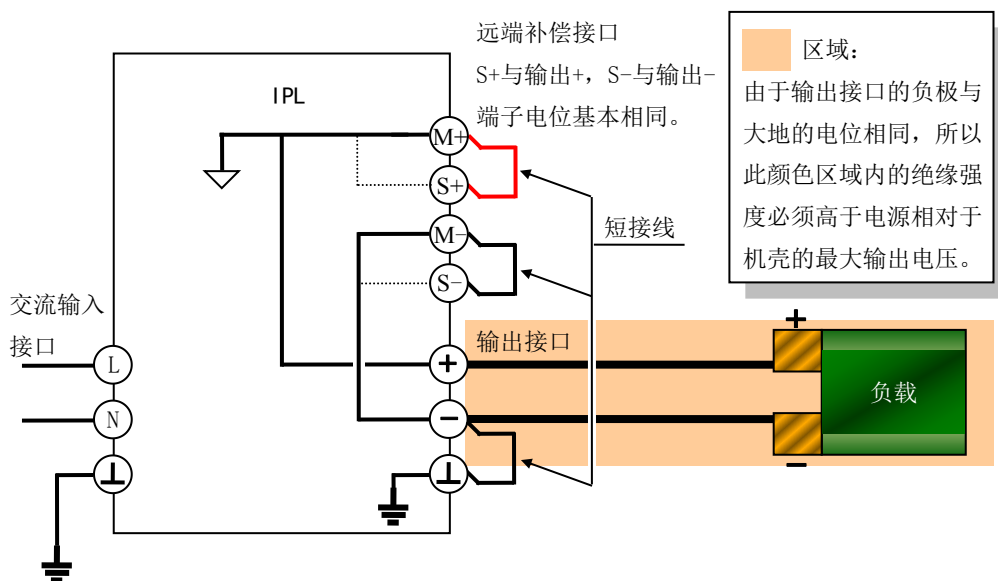 远端补偿接口
S+与输出+，S-与输出-
端子电位基本相同。
区域：
由于输出接口的负极与
大地的电位相同，所以
此颜色区域内的绝缘强
度必须高于电源相对于
机壳的最大输出电压。
IPL
M+
S+
M-
S-
短接线
交流输入
接口
L
N
输出接口
+
-
+
-
负载